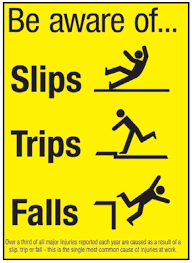 Be aware of...
Slips
Trips
Falls
Over a third of all major injuries reported each year are caused as a result of a
slip, trip or fall - this is the single most common cause of injuries at work.